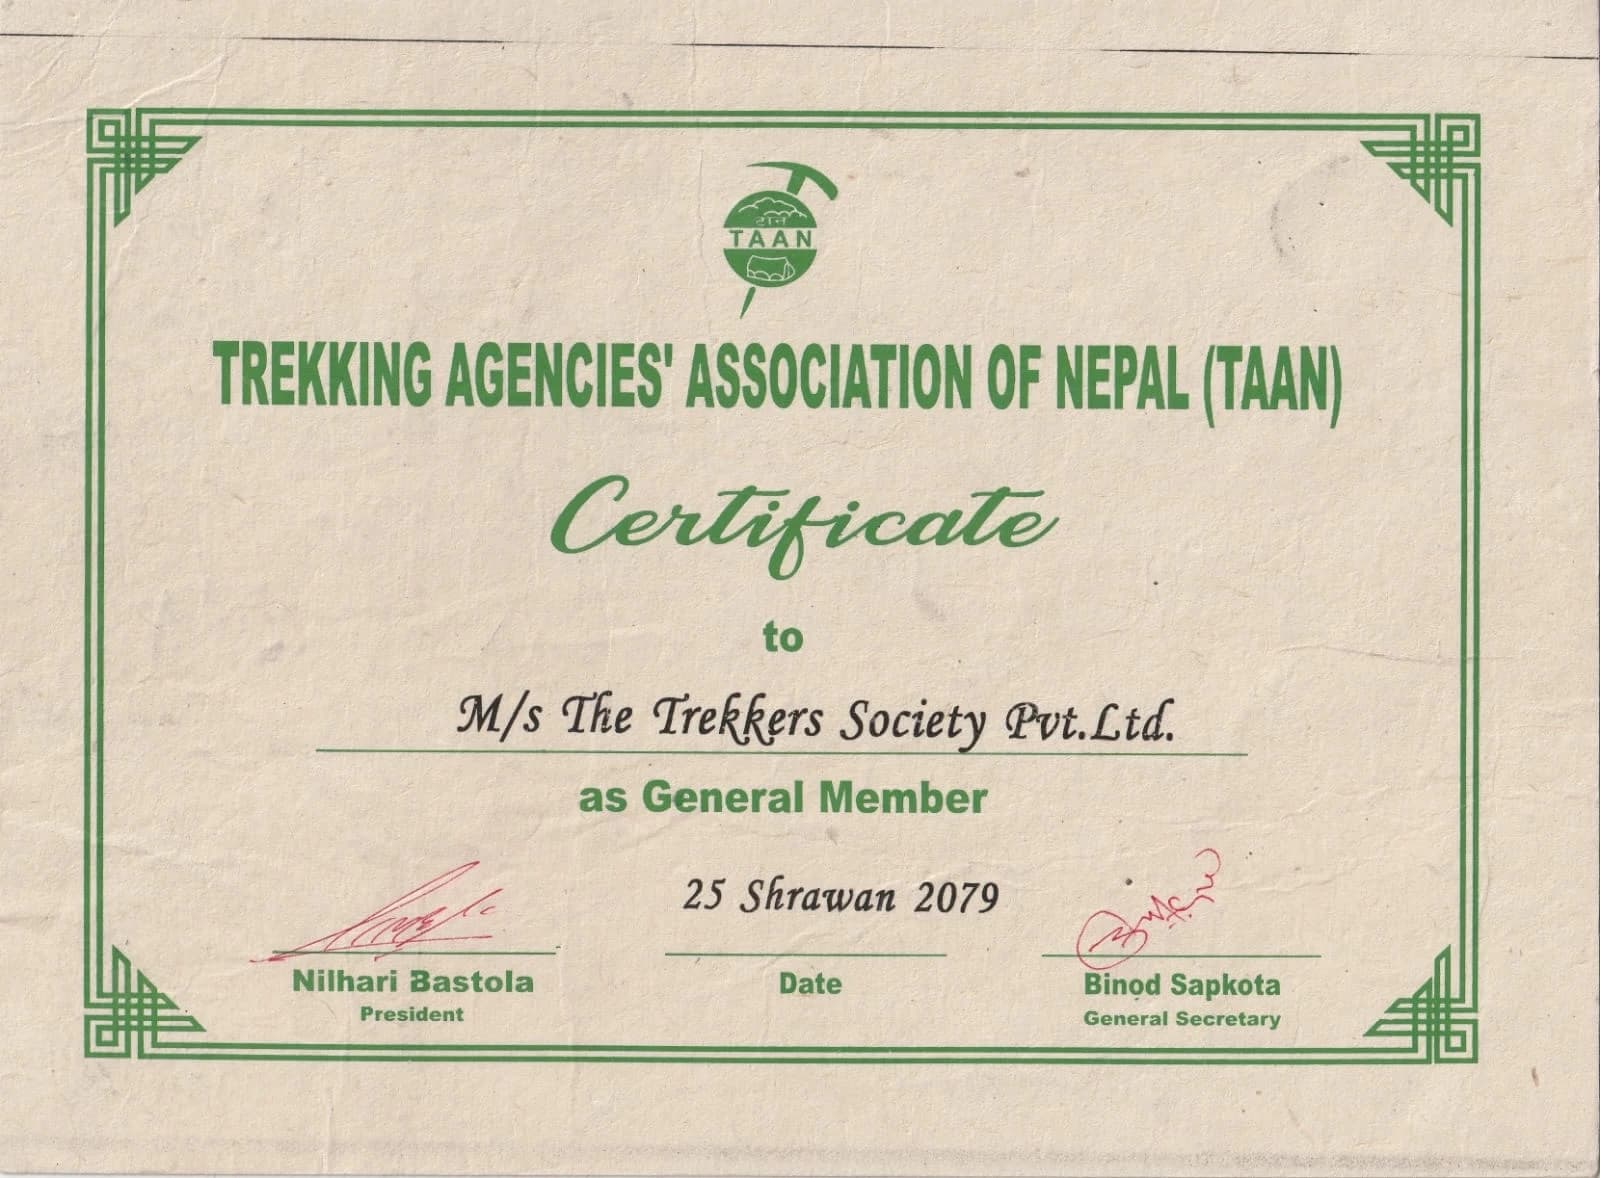 टान
TAAN
TREKKING AGENCIES' ASSOCIATION OF NEPAL (TAAN)
Certificate
to
M/s The Trekkers Society Pvt.Ltd.
as General Member
25 Shrawan 2079
Nilhari Bastola
President
Date
Binod Sapkota
General Secretary